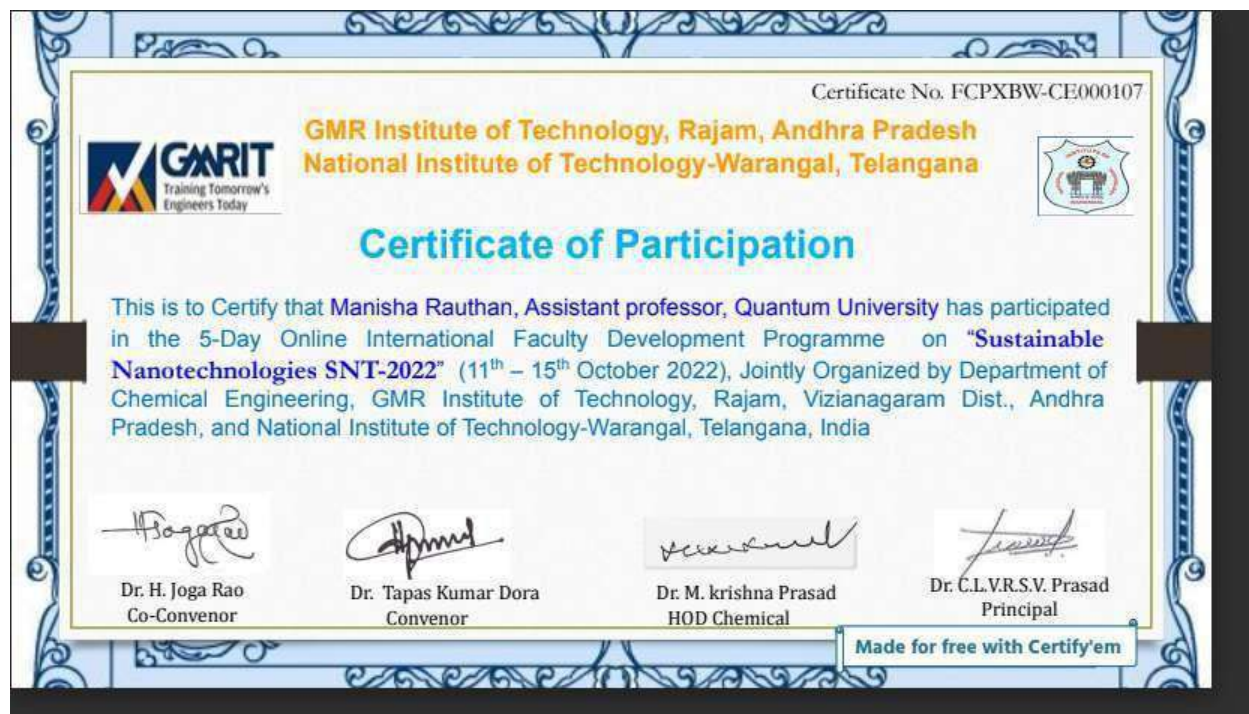 Certificate No. FCPXBW-CE000107
GMR Institute of Technology, Rajam, Andhra Pradesh
National Institute of Technology-Warangal, Telangana
GMRIT
Training Tomorrow's
Engineers Today
Certificate of Participation
This is to Certify that Manisha Rauthan, Assistant professor, Quantum University has participated
in the 5-Day Online International Faculty Development Programme on "Sustainable
Nanotechnologies SNT-2022" (11th – 15th October 2022), Jointly Organized by Department of
Chemical Engineering, GMR Institute of Technology, Rajam, Vizianagaram Dist., Andhra
Pradesh, and National Institute of Technology-Warangal, Telangana, India
Dr. H. Joga Rao
Co-Convenor
Dr. Tapas Kumar Dora
Convenor
Dr. M. krishna Prasad
HOD Chemical
Dr. C.L.V.R.S.V. Prasad
Principal
Made for free with Certify'em